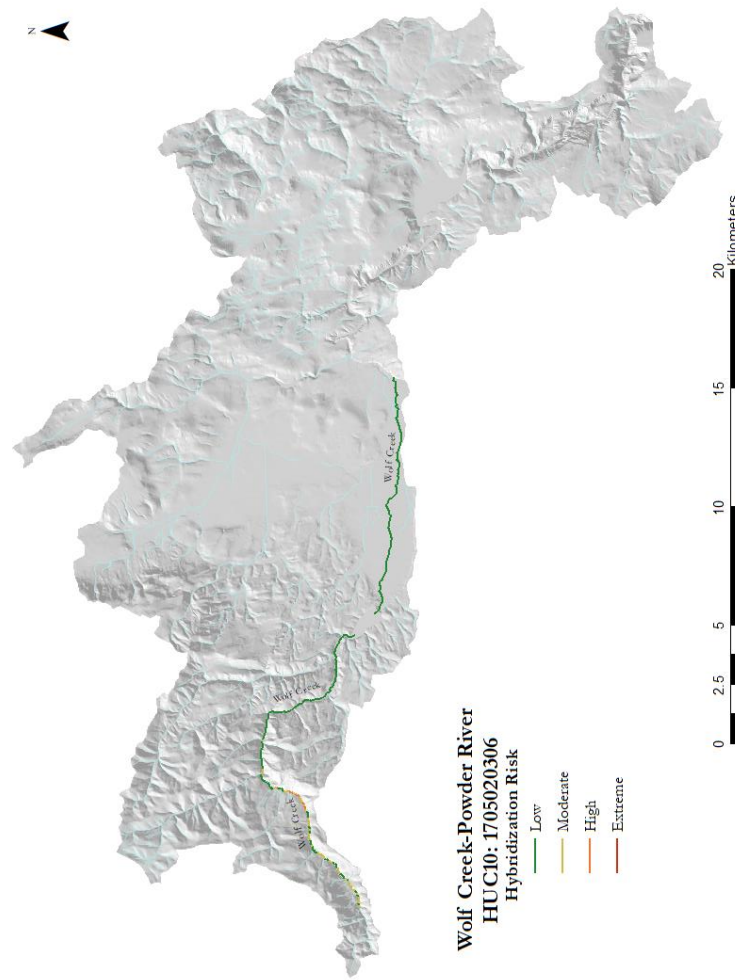 N
Wolf Creek
Wolf Creek
Wolf Creek
Wolf Creek-Powder River
HUC10: 1705020306
Hybridization Risk
Low
Moderate
High
Extreme
0 2.5 5 10 15 20
Kilometers